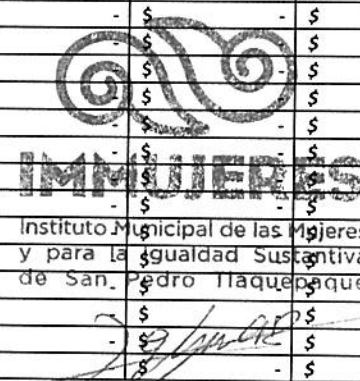 - $ - $
- $ - $
- $ - $
- $ - $
- $ - $
- $ - $
IMMUJERES
- $ - $
Instituto Municipal de las Mujeres
y para la Igualdad Sustantiva
de San Pedro Tlaquepaque
$ - $
- $ - $
$ - $